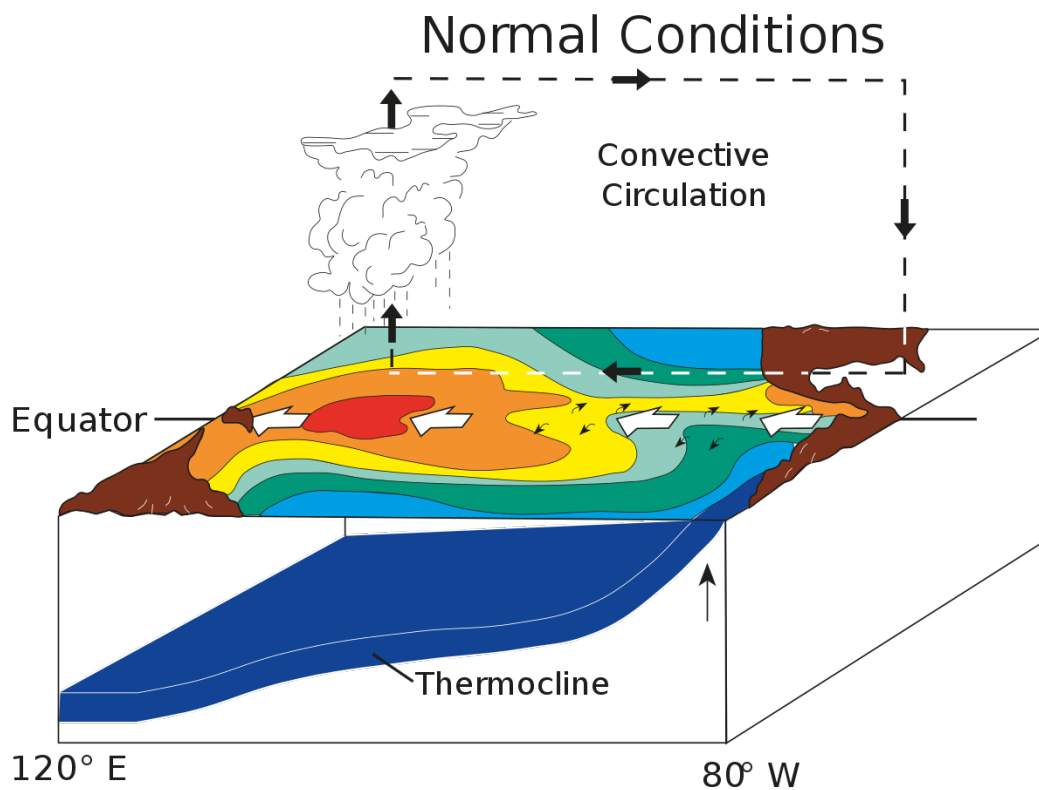 Normal Conditions
Convective
Circulation
Equator
Thermocline
120° E
80° W